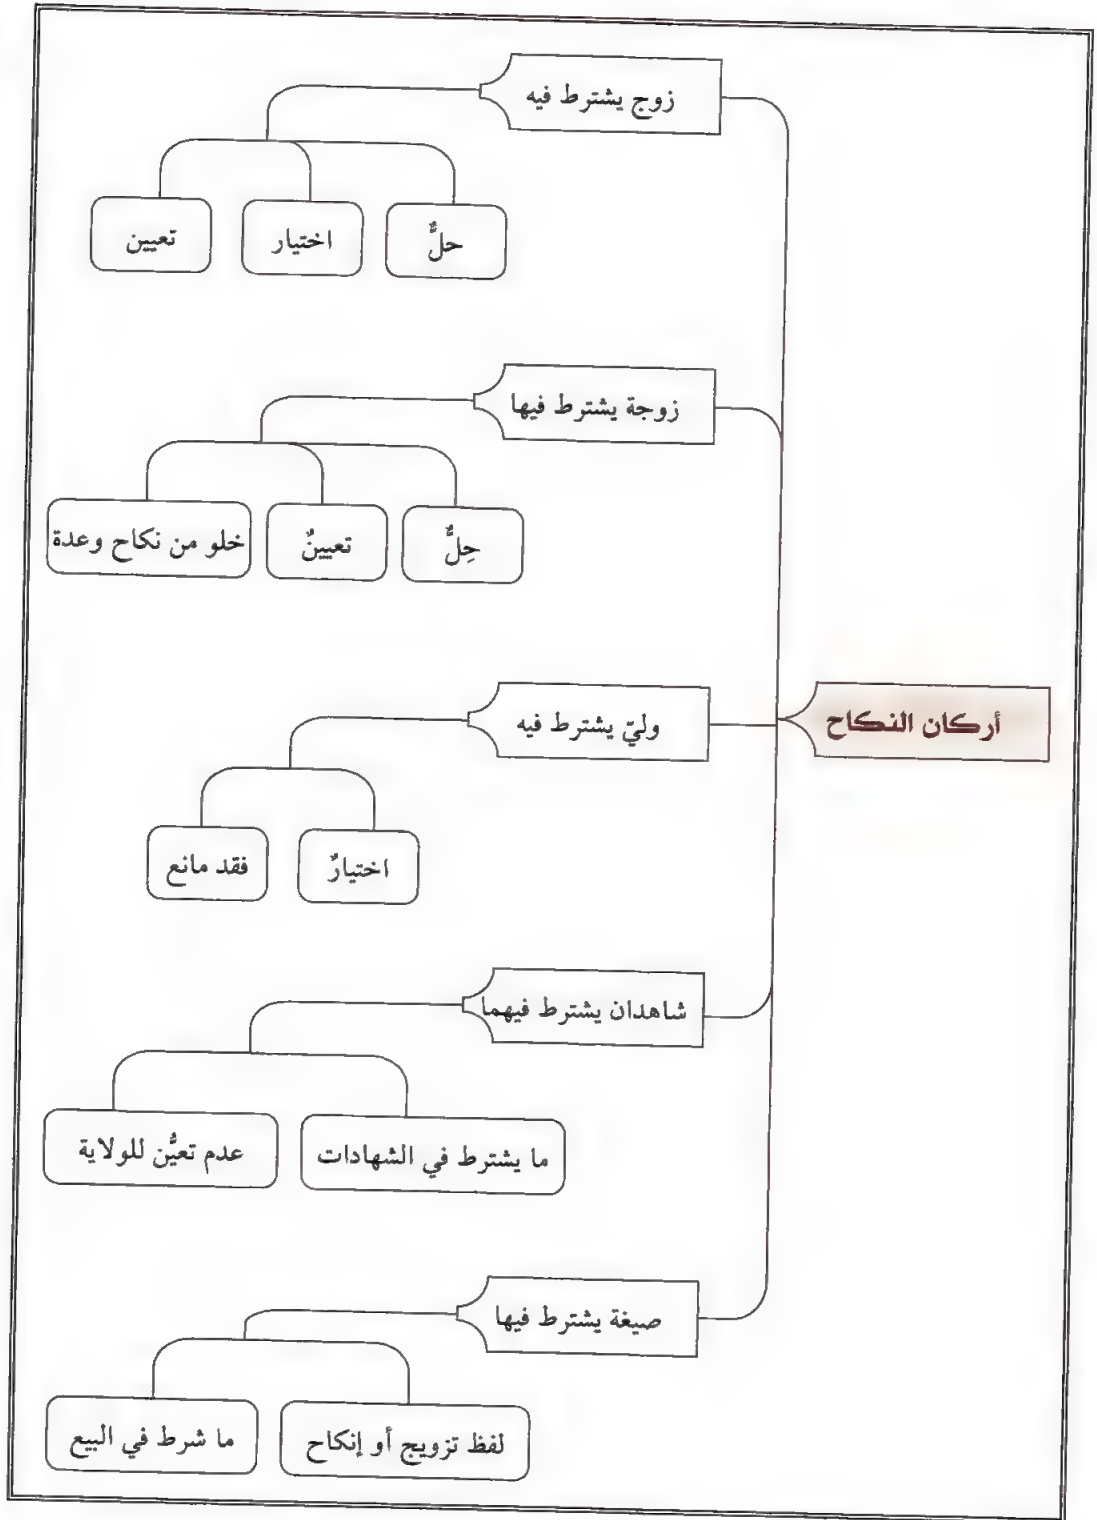 أركان النكاح
زوج يشترط فيه
حلٌّ
اختيار
تعيين
زوجة يشترط فيها
حِلٌّ
تعيينٌ
خلو من نكاح وعدة
وليّ يشترط فيه
اختيارٌ
فقد مانع
شاهدان يشترط فيهما
ما يشترط في الشهادات
عدم تعيُّن للولاية
صيغة يشترط فيها
لفظ تزويج أو إنكاح
ما شرط في البيع